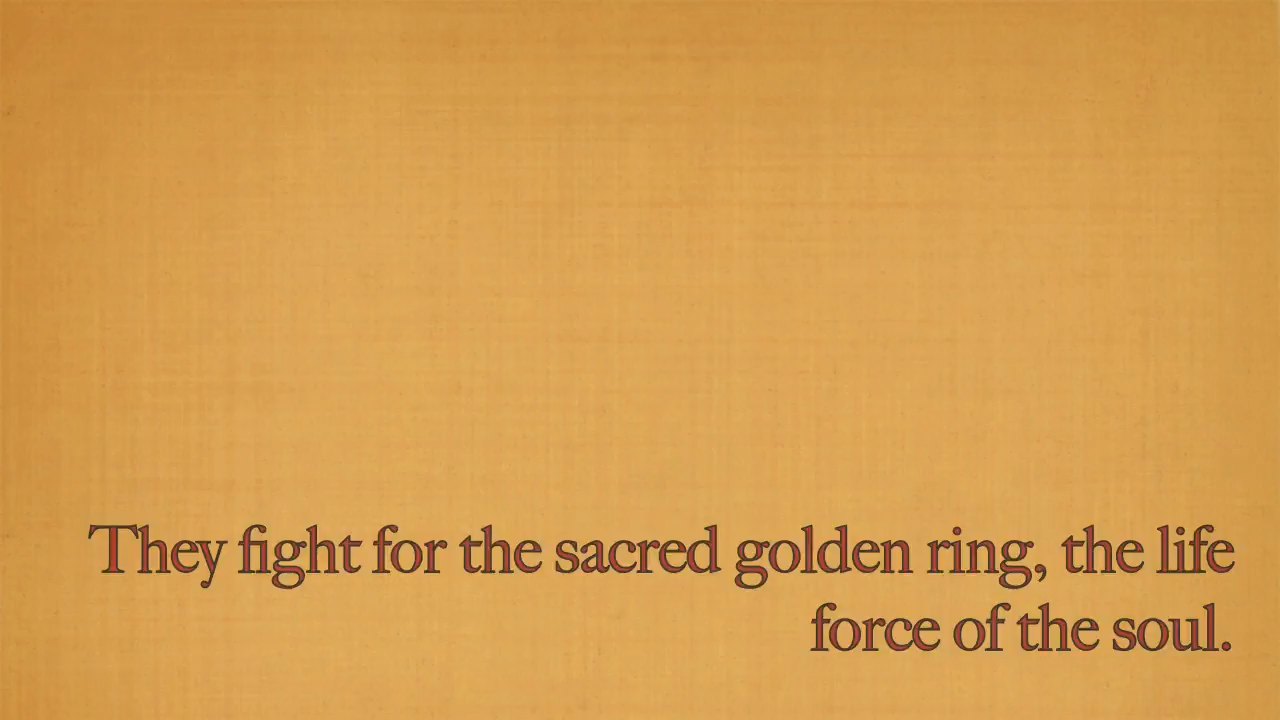 They fight for the sacred golden ring, the life
force of the soul.